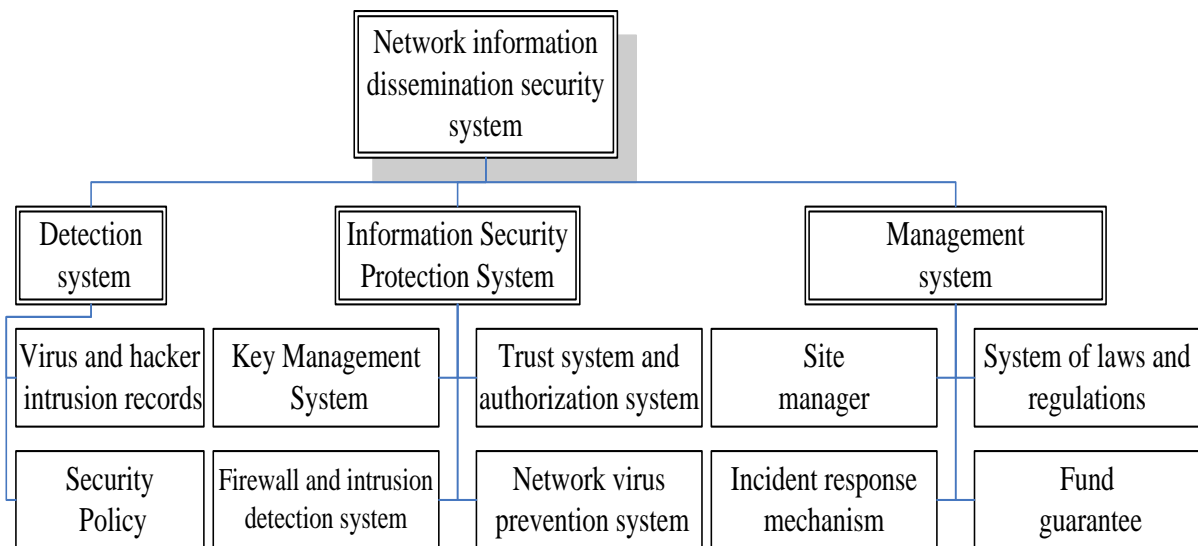 Network information
dissemination security
system
Detection
system
Information Security
Protection System
Management
system
Virus and hacker
intrusion records
Key Management
System
Trust system and
authorization system
Site
manager
System of laws and
regulations
Security
Policy
Firewall and intrusion
detection system
Network virus
prevention system
Incident response
mechanism
Fund
guarantee